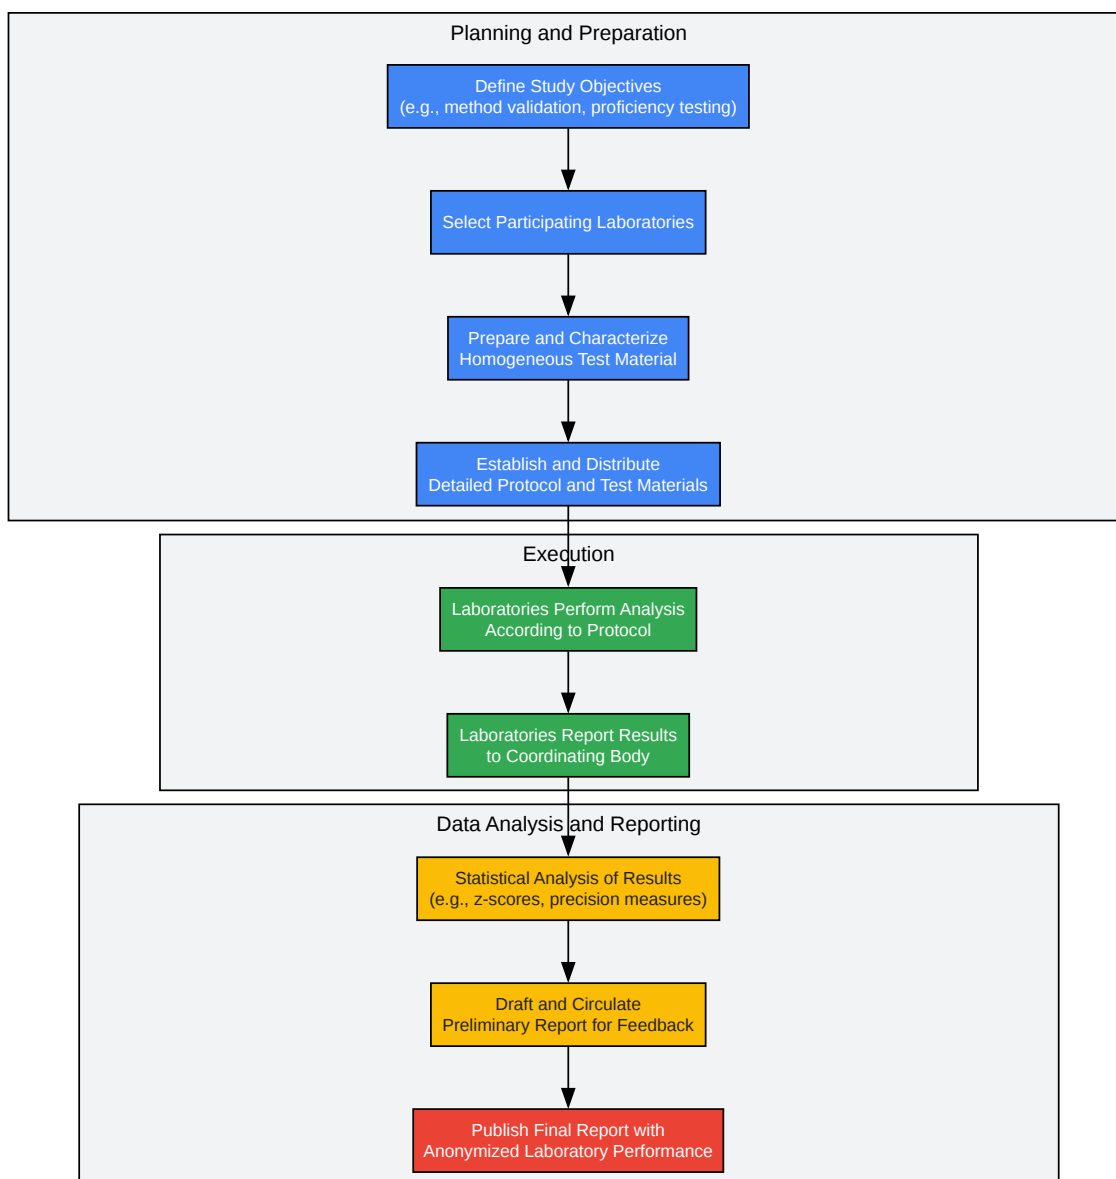 Planning and Preparation
Define Study Objectives
(e.g., method validation, proficiency testing)
Select Participating Laboratories
Prepare and Characterize
Homogeneous Test Material
Establish and Distribute
Detailed Protocol and Test Materials
Execution
Laboratories Perform Analysis
According to Protocol
Laboratories Report Results
to Coordinating Body
Data Analysis and Reporting
Statistical Analysis of Results
(e.g., z-scores, precision measures)
Draft and Circulate
Preliminary Report for Feedback
Publish Final Report with
Anonymized Laboratory Performance